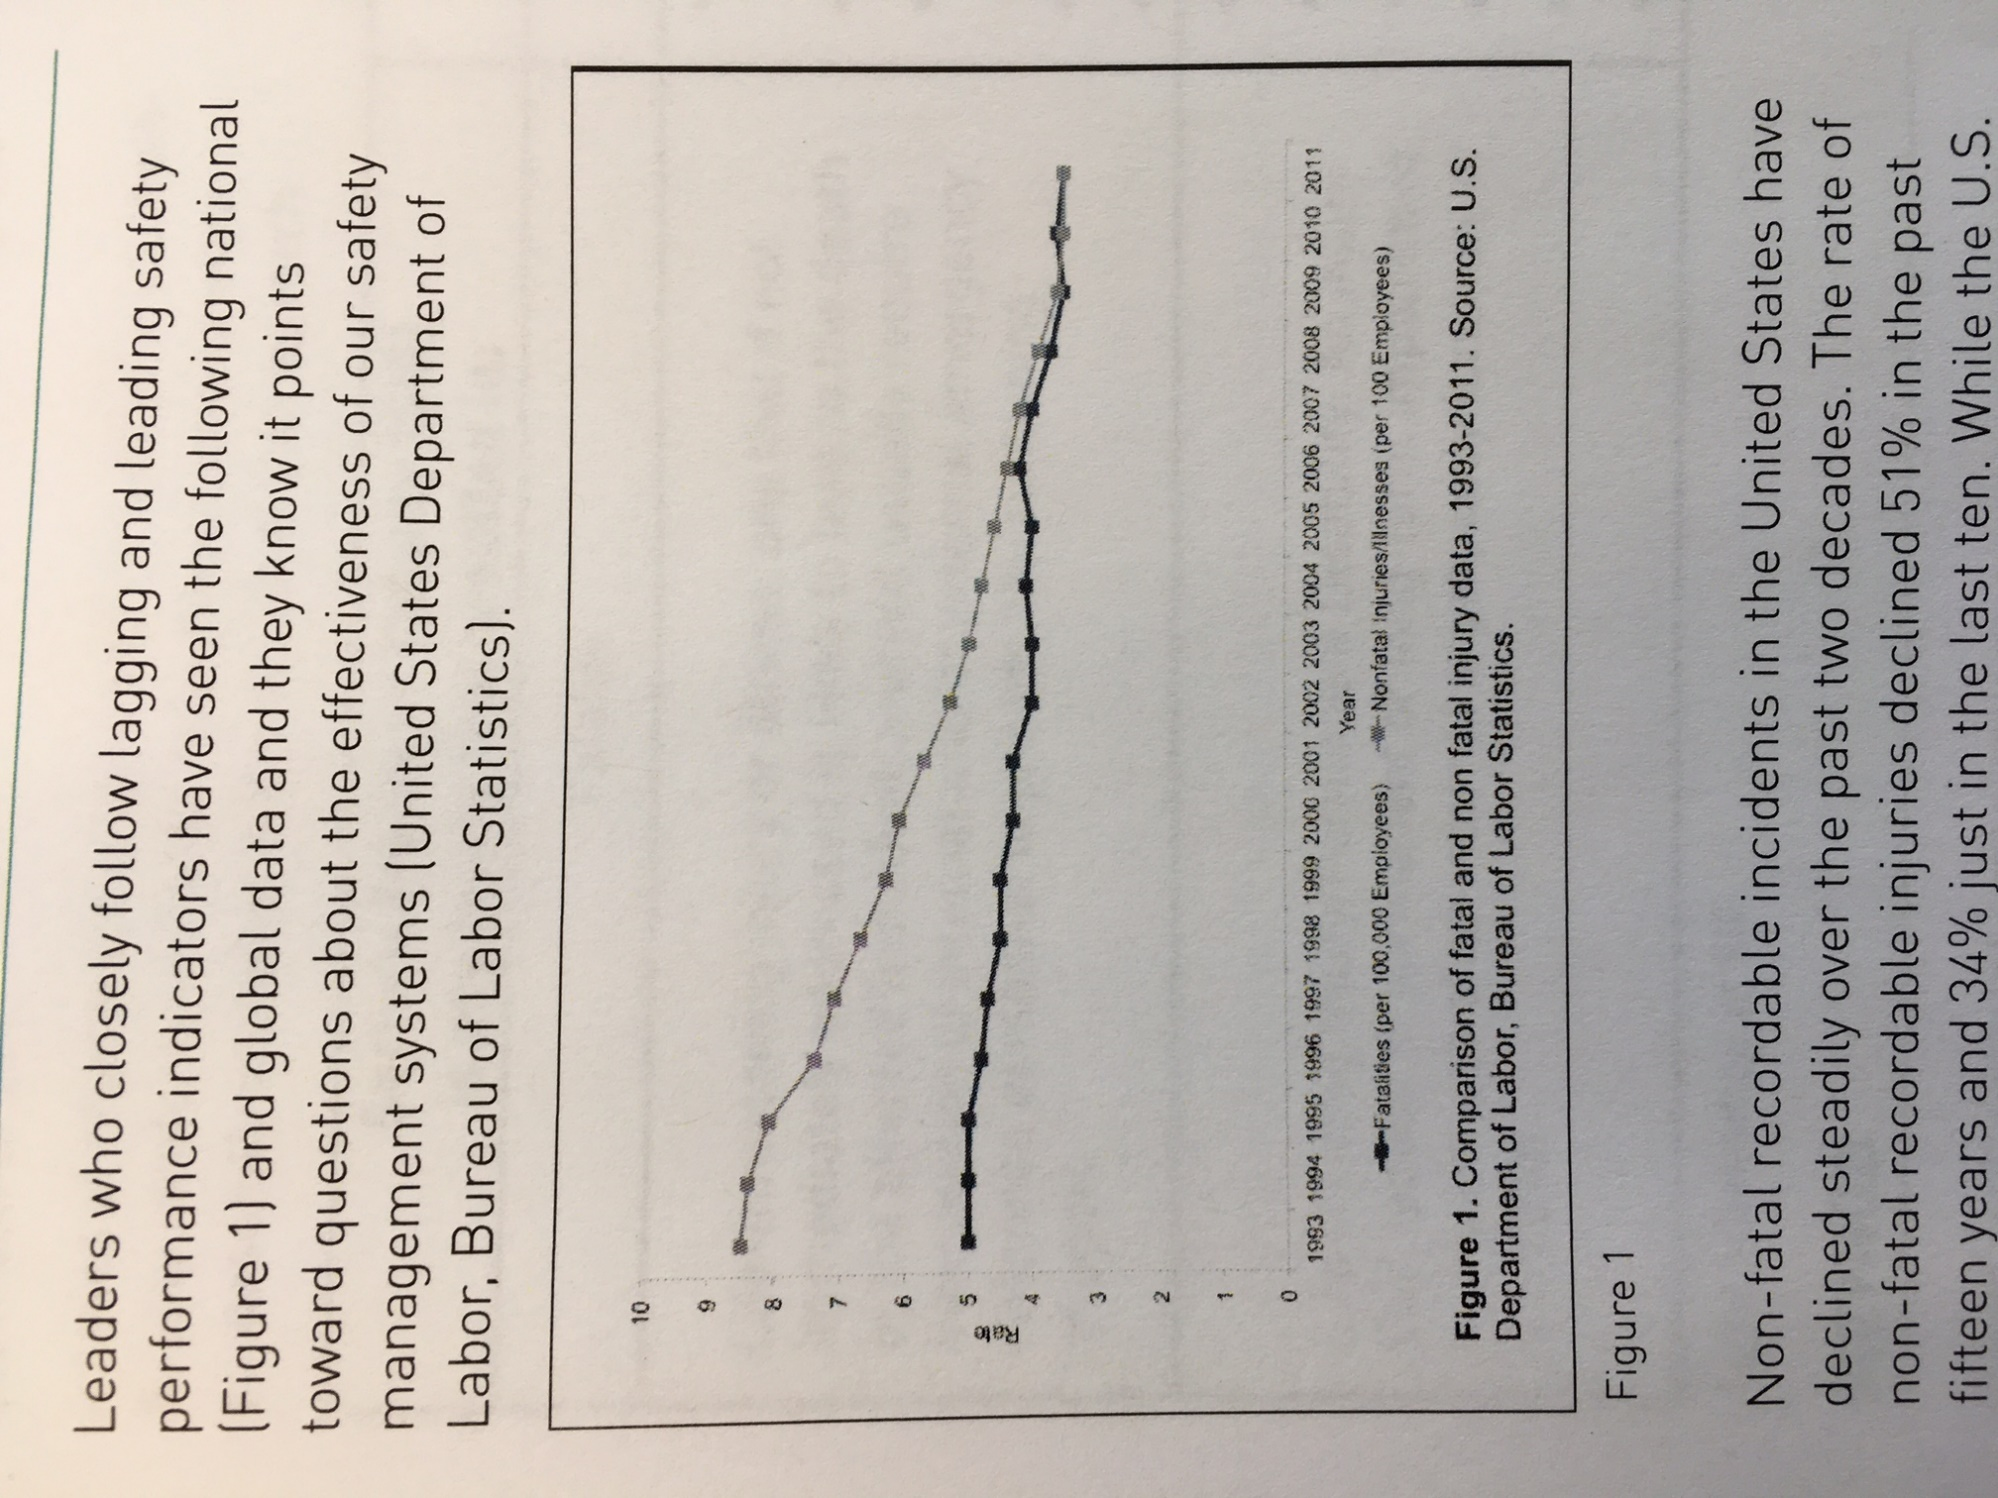 Leaders who closely follow lagging and leading safety
performance indicators have seen the following national
(Figure 1) and global data and they know it points
toward questions about the effectiveness of our safety
management systems (United States Department of
Labor, Bureau of Labor Statistics).
10
9
8
7
6
5
4
3
2
1
0
Rate
1993 1994 1995 1996 1997 1998 1999 2000 2001 2002 2003 2004 2005 2006 2007 2008 2009 2010 2011
Year
Fatalities (per 100,000 Employees) Nonfatal Injuries/Illnesses (per 100 Employees)
Figure 1. Comparison of fatal and non fatal injury data, 1993-2011. Source: U.S.
Department of Labor, Bureau of Labor Statistics.
Figure 1
Non-fatal recordable incidents in the United States have
declined steadily over the past two decades. The rate of
non-fatal recordable injuries declined 51% in the past
fifteen years and 34% just in the last ten. While the U.S.